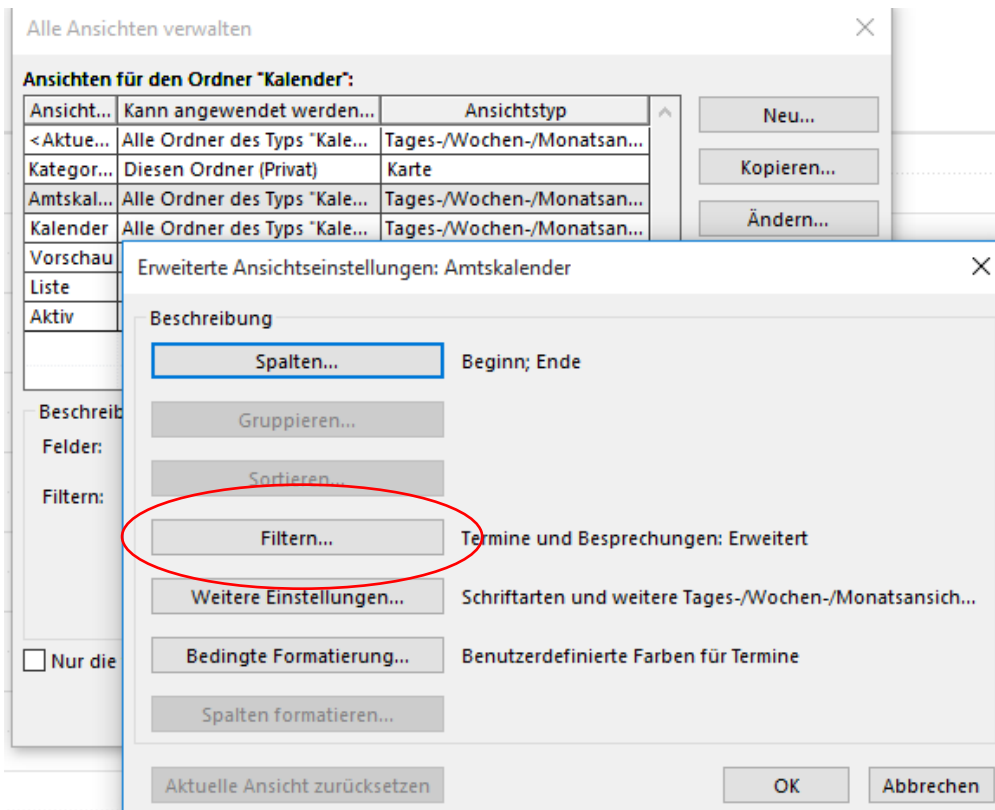 Alle Ansichten verwalten
Ansichten für den Ordner "Kalender":
Ansicht... Kann angewendet werden... Ansichtstyp
<Aktue... Alle Ordner des Typs "Kale... Tages-/Wochen-/Monatsan...
Kategor... Diesen Ordner (Privat) Karte
Amtskal... Alle Ordner des Typs "Kale... Tages-/Wochen-/Monatsan...
Kalender Alle Ordner des Typs "Kale... Tages-/Wochen-/Monatsan...
Vorschau
Liste
Aktiv
Neu...
Kopieren...
Ändern...
Beschreib
Felder:
Filtern:
Nur die
Erweiterte Ansichtseinstellungen: Amtskalender
Beschreibung
Spalten... Beginn; Ende
Gruppieren...
Sortieren...
Filtern... Termine und Besprechungen: Erweitert
Weitere Einstellungen... Schriftarten und weitere Tages-/Wochen-/Monatsansich...
Bedingte Formatierung... Benutzerdefinierte Farben für Termine
Spalten formatieren...
Aktuelle Ansicht zurücksetzen OK Abbrechen